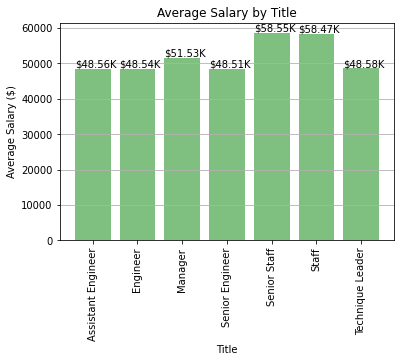 Average Salary by Title
Average Salary ($)
60000
50000
40000
30000
20000
10000
0
$48.56K
$48.54K
$51.53K
$48.51K
$58.55K
$58.47K
$48.58K
Assistant Engineer
Engineer
Manager
Senior Engineer
Senior Staff
Staff
Technique Leader
Title